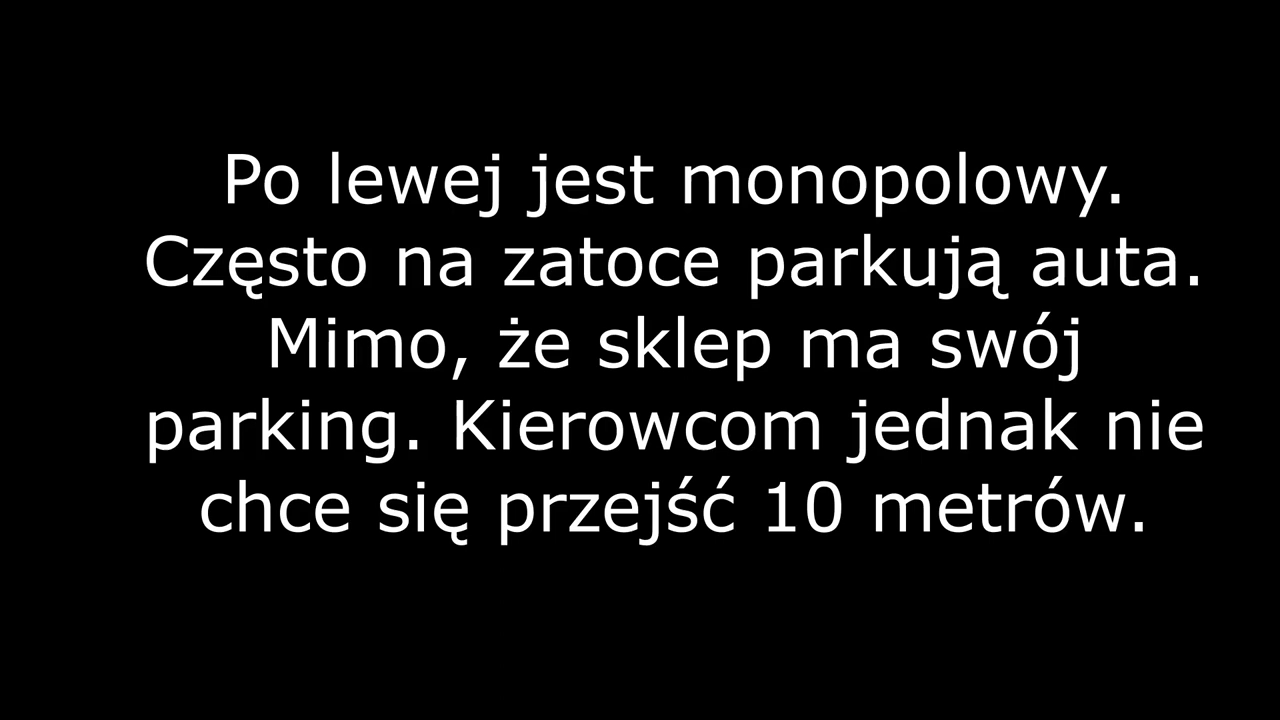 Po lewej jest monopolowy.
Często na zatoce parkują auta.
Mimo, że sklep ma swój
parking. Kierowcom jednak nie
chce się przejść 10 metrów.